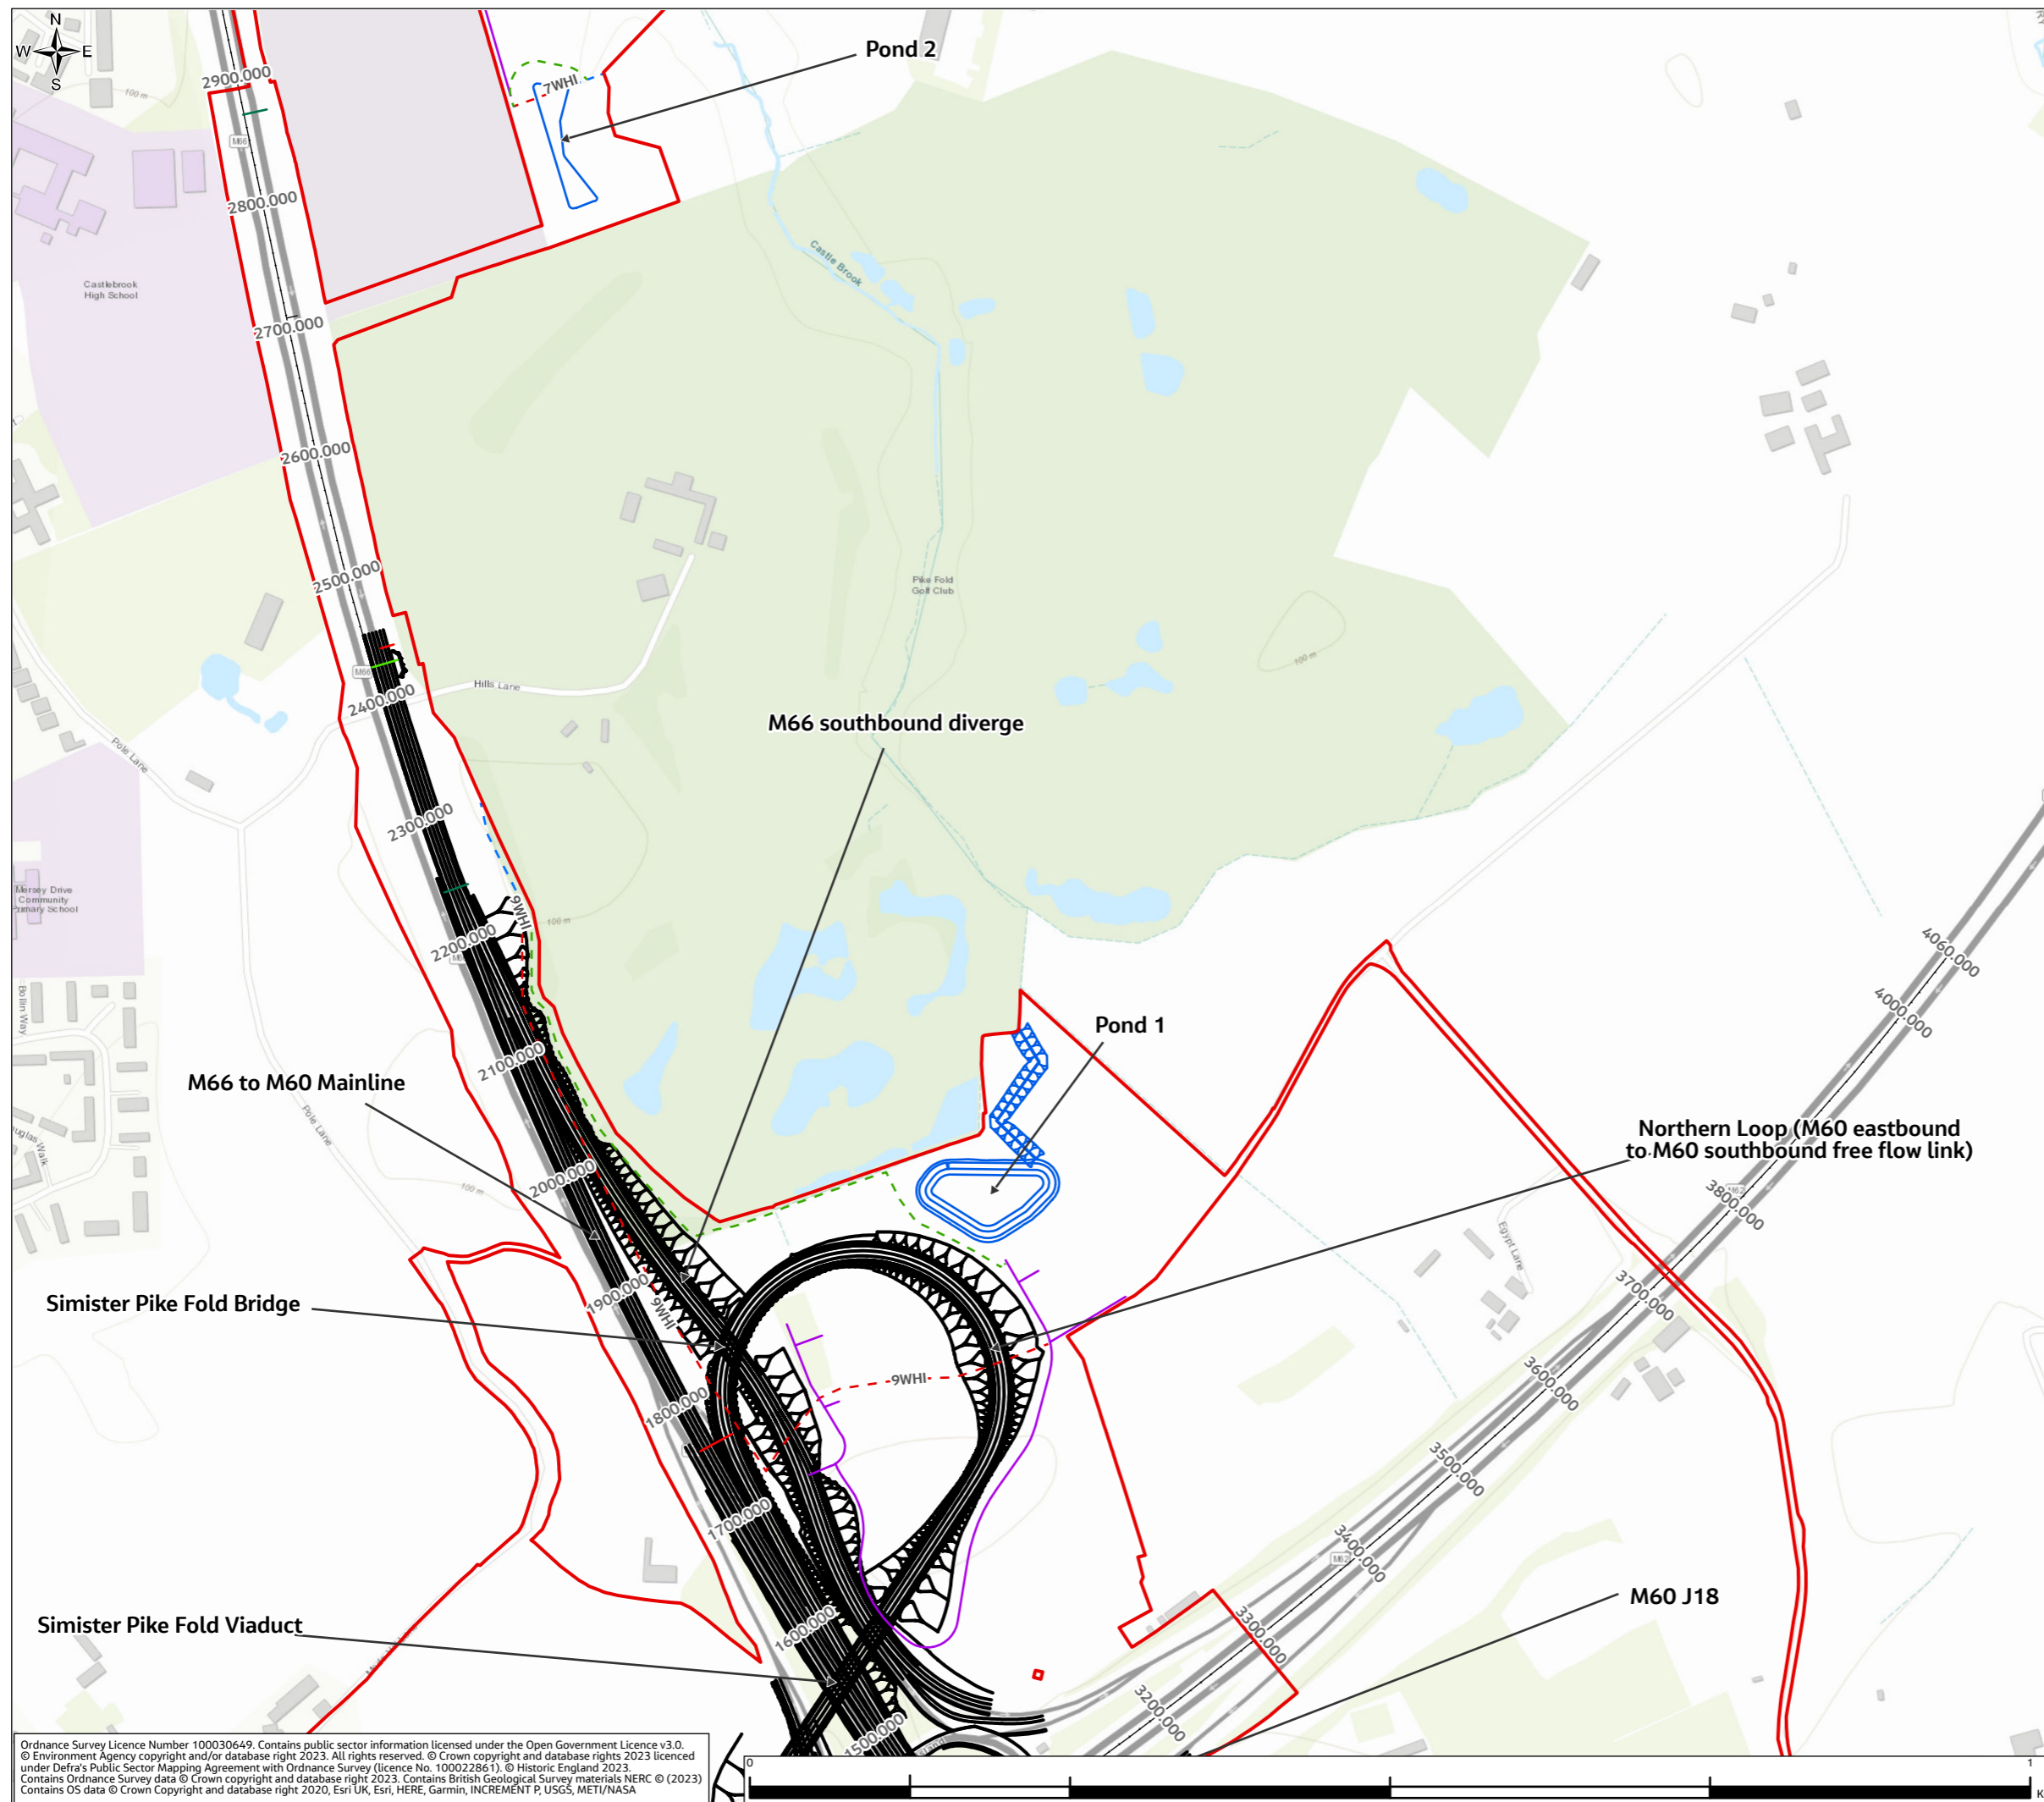 N
W E
S
2900.000
100 m
M66
7WHI
Pond 2
2800.000
Castlebrook
High School
Castle Brook
2700.000
2600.000
2500.000
Pike Fold
Golf Club
M66
2400.000
Hills Lane
100 m
M66 southbound diverge
Pole Lane
2300.000
Mersey Drive
Community
Primary School
9WHI
100 m
2200.000
4060.000
4000.000
Bollin Way
Pond 1
2100.000
M66 to M60 Mainline
Pole Lane
Northern Loop (M60 eastbound
to M60 southbound free flow link)
2000.000
100 m
M62
3800.000
Egypt Lane
1900.000
9WHI
Simister Pike Fold Bridge
3700.000
9WHI
3600.000
1800.000
3500.000
1700.000
3400.000
M62
Simister Pike Fold Viaduct
1600.000
3300.000
M60 J18
3200.000
1500.000
Ordnance Survey Licence Number 100030649. Contains public sector information licensed under the Open Government Licence v3.0.
© Environment Agency copyright and/or database right 2023. All rights reserved. © Crown copyright and database rights 2023 licenced
under Defra's Public Sector Mapping Agreement with Ordnance Survey (licence No. 100022861). © Historic England 2023.
Contains Ordnance Survey data © Crown copyright and database right 2023. Contains British Geological Survey materials NERC © (2023)
Contains OS data © Crown Copyright and database right 2020, Esri UK, Esri, HERE, Garmin, INCREMENT P, USGS, METI/NASA
0 1